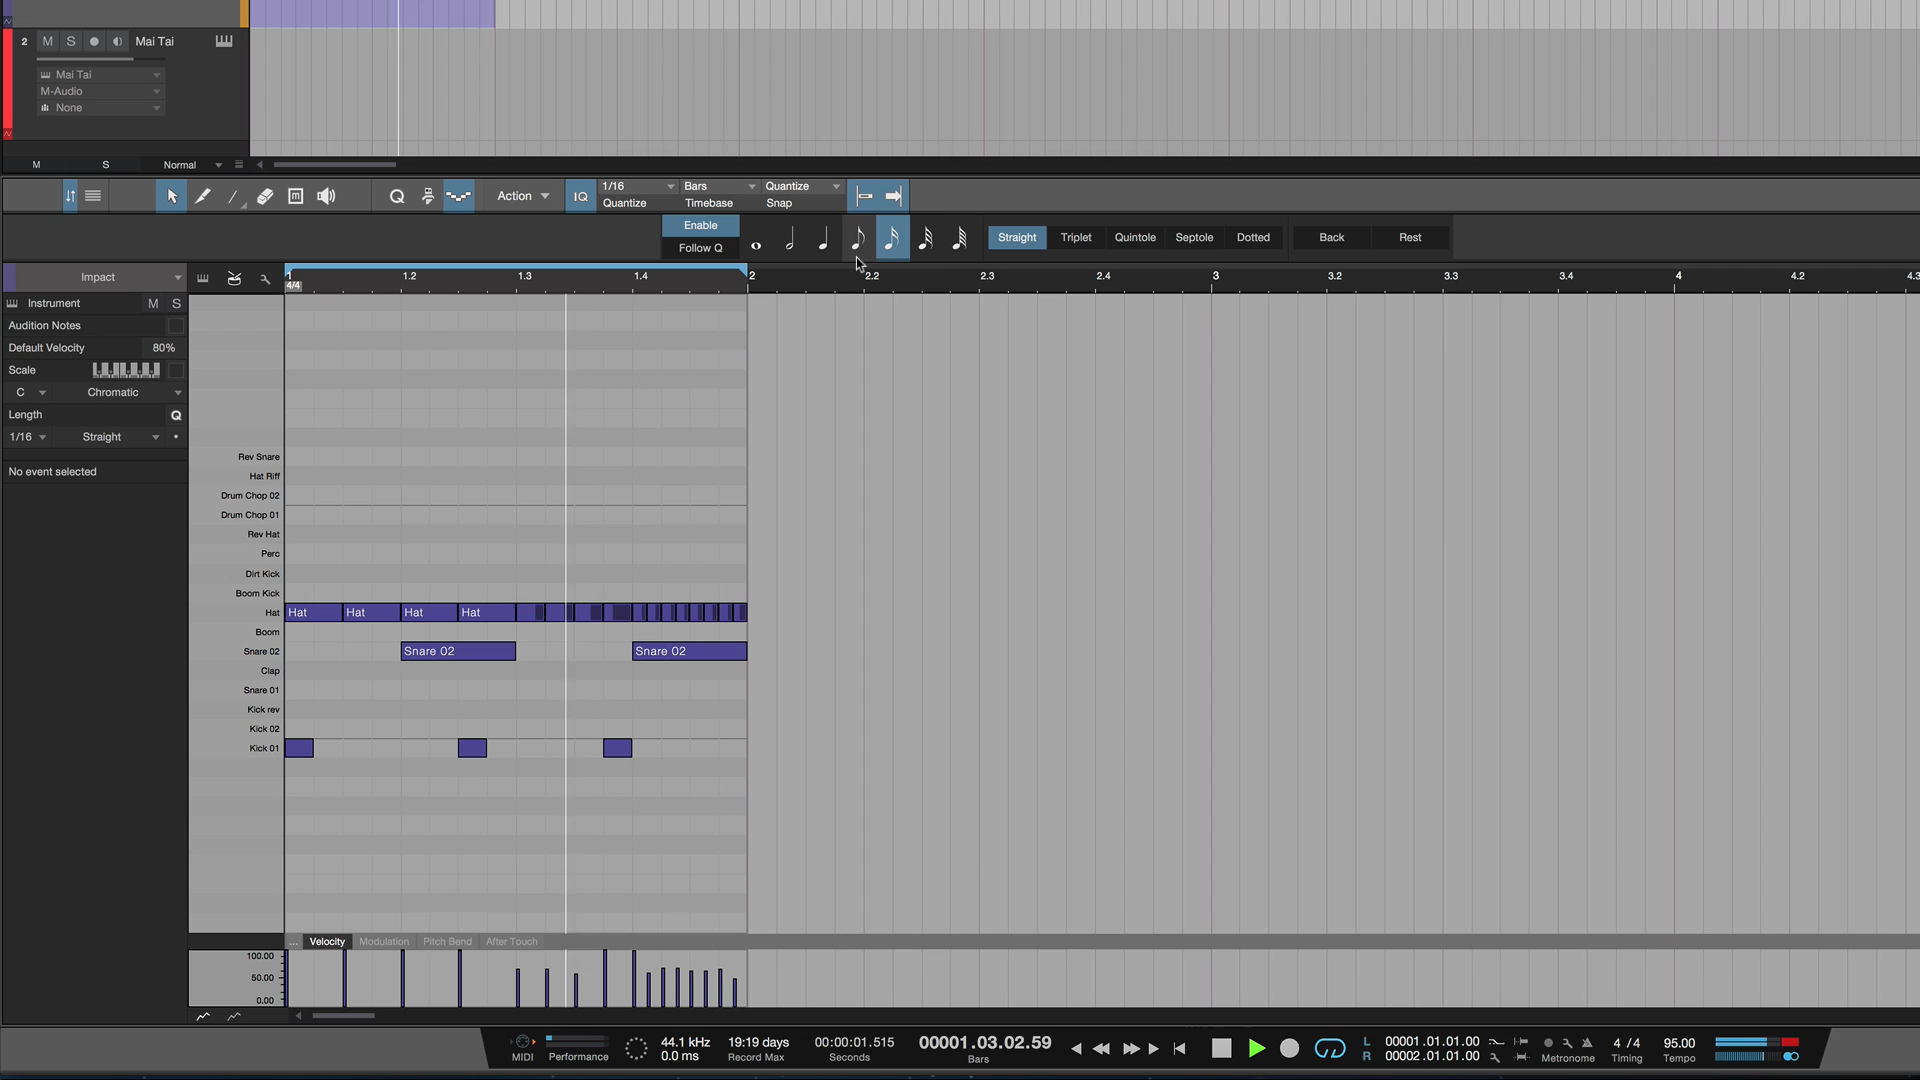 2 M S Mai Tai
Mai Tai
M-Audio
None
M S Normal
Action
IQ
1/16
Quantize
Bars
Timebase
Quantize
Snap
Enable
Follow Q
Straight Triplet Quintole Septole Dotted Back Rest
Impact
1 1.2 1.3 1.4 2 2.2 2.3 2.4 3 3.2 3.3 3.4 4 4.2 4.3
4/4
Instrument M S
Audition Notes
Default Velocity 80%
Scale
C Chromatic
Length Q
1/16 Straight
No event selected
Rev Snare
Hat Riff
Drum Chop 02
Drum Chop 01
Rev Hat
Perc
Dirt Kick
Boom Kick
Hat Hat Hat Hat Hat
Boom
Snare 02 Snare 02 Snare 02
Clap
Snare 01
Kick rev
Kick 02
Kick 01
... Velocity Modulation Pitch Bend After Touch
100.00
50.00
0.00
MIDI
Performance
44.1 kHz
0.0 ms
19:19 days
Record Max
00:00:01.515
Seconds
00001.03.02.59
Bars
L 00001.01.01.00
R 00002.01.01.00
Metronome
4 / 4
Timing
95.00
Tempo